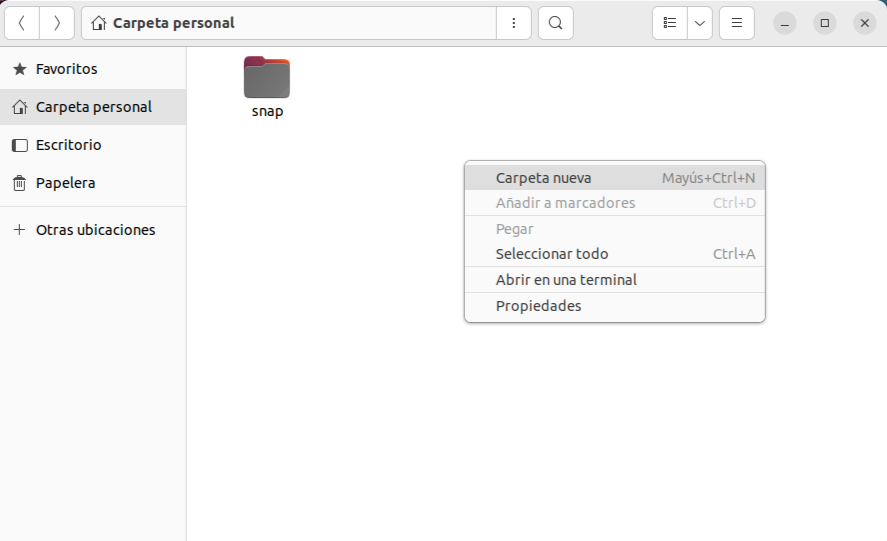 Carpeta personal
Favoritos
Carpeta personal
Escritorio
Papelera
Otras ubicaciones
snap
Carpeta nueva Mayús+Ctrl+N
Añadir a marcadores Ctrl+D
Pegar
Seleccionar todo Ctrl+A
Abrir en una terminal
Propiedades